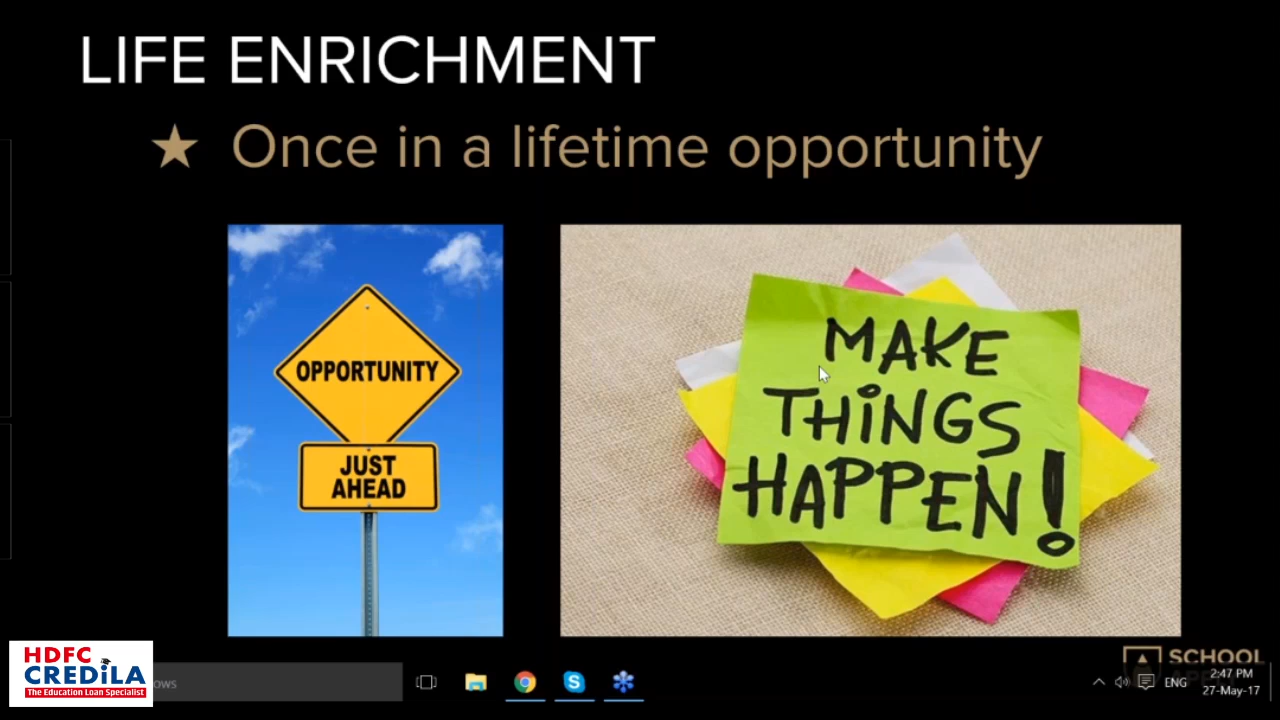 LIFE ENRICHMENT
★ Once in a lifetime opportunity
OPPORTUNITY
JUST
AHEAD
MAKE
THiNGS
HAPPEN!
HDFC
CREDiLA
The Education Loan Specialist
ows
SCHOOL
ENG
2:47 PM
27-May-17